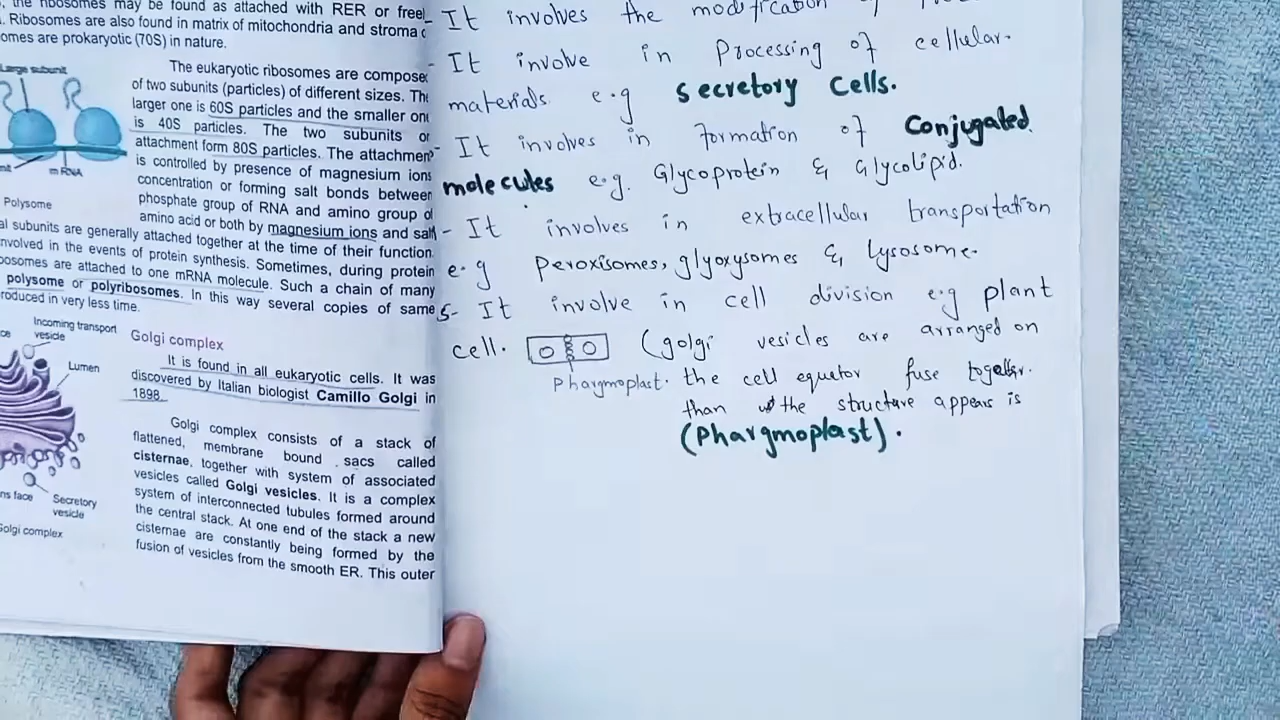 , the ribosomes may be found as attached with RER or freel
. Ribosomes are also found in matrix of mitochondria and stroma o
omes are prokaryotic (70S) in nature.
Large subunit
m RNA
Polysome
The eukaryotic ribosomes are compose
of two subunits (particles) of different sizes. The
larger one is 60S particles and the smaller one
is 40S particles. The two subunits or
attachment form 80S particles. The attachment
is controlled by presence of magnesium ions
concentration or forming salt bonds between
phosphate group of RNA and amino group of
amino acid or both by magnesium ions and salt
al subunits are generally attached together at the time of their function.
nvolved in the events of protein synthesis. Sometimes, during protein
osomes are attached to one mRNA molecule. Such a chain of many
polysome or polyribosomes. In this way several copies of same
roduced in very less time.
Incoming transport
vesicle
Lumen
ns face
Secretory
vesicle
Golgi complex
Golgi complex
It is found in all eukaryotic cells. It was
discovered by Italian biologist Camillo Golgi in
1898.
Golgi complex consists of a stack of
flattened, membrane bound sacs called
cisternae, together with system of associated
vesicles called Golgi vesicles. It is a complex
system of interconnected tubules formed around
the central stack. At one end of the stack a new
cisternae are constantly being formed by the
fusion of vesicles from the smooth ER. This outer
- It involves the modification
- It involve in Processing of cellular.
materials. e.g secretory cells.
- It involves in formation of Conjugated
molecules e.g. Glycoprotein & Glycolipid.
- It involves in extracellular transportation
e.g Peroxisomes, glyoxysomes & Lysosome.
5- It involve in cell division e.g plant
cell. (golgi vesicles are arranged on
Phargmoplast. the cell equetor fuse together.
than the structure appears is
(Phargmoplast).